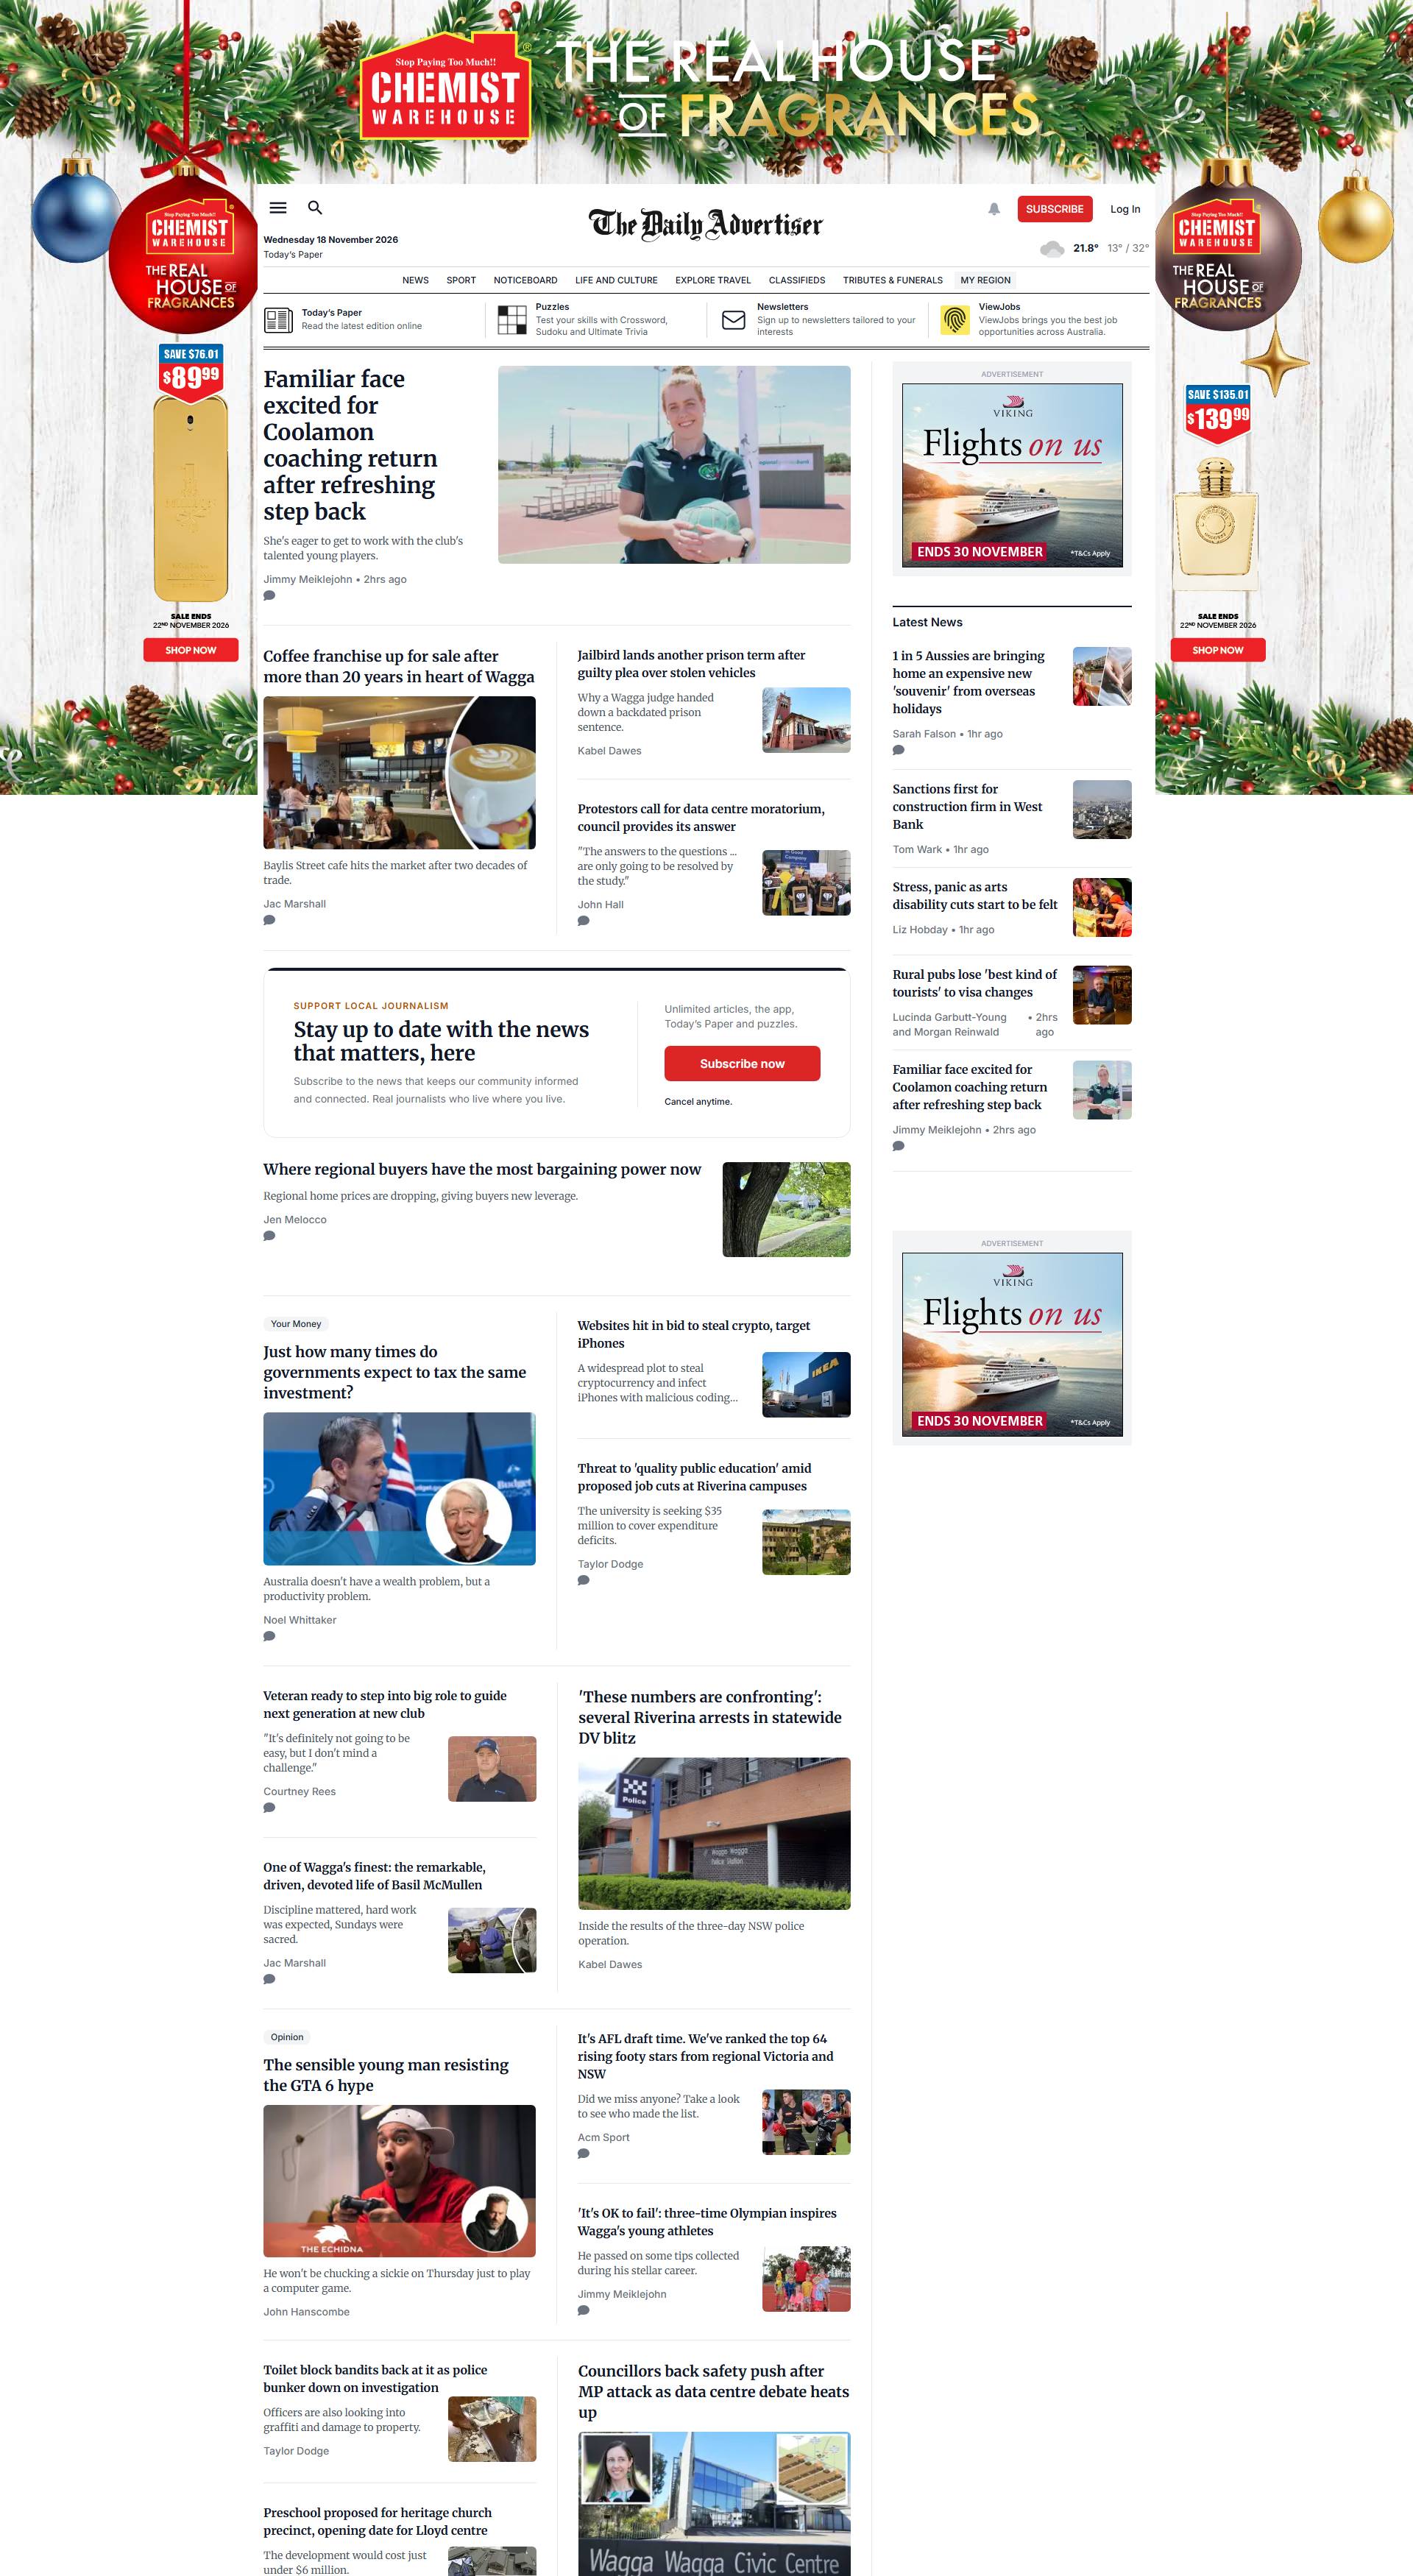 Stop Paying Too Much!!
CHEMIST
WAREHOUSE
THE REAL HOUSE
OF FRAGRANCES
Stop Paying Too Much!!
CHEMIST
WAREHOUSE
THE REAL
HOUSE OF
FRAGRANCES
SAVE $76.01
$89.99
SALE ENDS
22ND NOVEMBER 2026
SHOP NOW
Stop Paying Too Much!!
CHEMIST
WAREHOUSE
THE REAL
HOUSE OF
FRAGRANCES
SAVE $135.01
$139.99
SALE ENDS
22ND NOVEMBER 2026
SHOP NOW
The Daily Advertiser
SUBSCRIBE
Log In
Wednesday 18 November 2026
Today's Paper
21.8° 13° / 32°
NEWS SPORT NOTICEBOARD LIFE AND CULTURE EXPLORE TRAVEL CLASSIFIEDS TRIBUTES & FUNERALS MY REGION
Today's Paper
Read the latest edition online
Puzzles
Test your skills with Crossword,
Sudoku and Ultimate Trivia
Newsletters
Sign up to newsletters tailored to your
interests
ViewJobs
ViewJobs brings you the best job
opportunities across Australia.
Familiar face
excited for
Coolamon
coaching return
after refreshing
step back
She's eager to get to work with the club's
talented young players.
Jimmy Meiklejohn • 2hrs ago
Coffee franchise up for sale after
more than 20 years in heart of Wagga
Baylis Street cafe hits the market after two decades of
trade.
Jac Marshall
Jailbird lands another prison term after
guilty plea over stolen vehicles
Why a Wagga judge handed
down a backdated prison
sentence.
Kabel Dawes
Protestors call for data centre moratorium,
council provides its answer
"The answers to the questions ...
are only going to be resolved by
the study."
John Hall
SUPPORT LOCAL JOURNALISM
Stay up to date with the news
that matters, here
Subscribe to the news that keeps our community informed
and connected. Real journalists who live where you live.
Unlimited articles, the app,
Today's Paper and puzzles.
Subscribe now
Cancel anytime.
Where regional buyers have the most bargaining power now
Regional home prices are dropping, giving buyers new leverage.
Jen Melocco
Your Money
Just how many times do
governments expect to tax the same
investment?
Budget
Australia doesn't have a wealth problem, but a
productivity problem.
Noel Whittaker
Websites hit in bid to steal crypto, target
iPhones
A widespread plot to steal
cryptocurrency and infect
iPhones with malicious coding...
IKEA
Threat to 'quality public education' amid
proposed job cuts at Riverina campuses
The university is seeking $35
million to cover expenditure
deficits.
Taylor Dodge
Veteran ready to step into big role to guide
next generation at new club
"It's definitely not going to be
easy, but I don't mind a
challenge."
Courtney Rees
One of Wagga's finest: the remarkable,
driven, devoted life of Basil McMullen
Discipline mattered, hard work
was expected, Sundays were
sacred.
Jac Marshall
'These numbers are confronting':
several Riverina arrests in statewide
DV blitz
Police
Wagga Wagga
Police Station
Inside the results of the three-day NSW police
operation.
Kabel Dawes
Opinion
The sensible young man resisting
the GTA 6 hype
THE ECHIDNA
He won't be chucking a sickie on Thursday just to play
a computer game.
John Hanscombe
It's AFL draft time. We've ranked the top 64
rising footy stars from regional Victoria and
NSW
Did we miss anyone? Take a look
to see who made the list.
Acm Sport
'It's OK to fail': three-time Olympian inspires
Wagga's young athletes
He passed on some tips collected
during his stellar career.
Jimmy Meiklejohn
Toilet block bandits back at it as police
bunker down on investigation
Officers are also looking into
graffiti and damage to property.
Taylor Dodge
Preschool proposed for heritage church
precinct, opening date for Lloyd centre
The development would cost just
under $6 million.
Councillors back safety push after
MP attack as data centre debate heats
up
Wagga Wagga Civic Centre
ADVERTISEMENT
VIKING
Flights on us
ENDS 30 NOVEMBER
*T&Cs Apply
Latest News
1 in 5 Aussies are bringing
home an expensive new
'souvenir' from overseas
holidays
Sarah Falson • 1hr ago
Sanctions first for
construction firm in West
Bank
Tom Wark • 1hr ago
Stress, panic as arts
disability cuts start to be felt
Liz Hobday • 1hr ago
Rural pubs lose 'best kind of
tourists' to visa changes
Lucinda Garbutt-Young
and Morgan Reinwald
• 2hrs
ago
Familiar face excited for
Coolamon coaching return
after refreshing step back
Jimmy Meiklejohn • 2hrs ago
ADVERTISEMENT
VIKING
Flights on us
ENDS 30 NOVEMBER
*T&Cs Apply